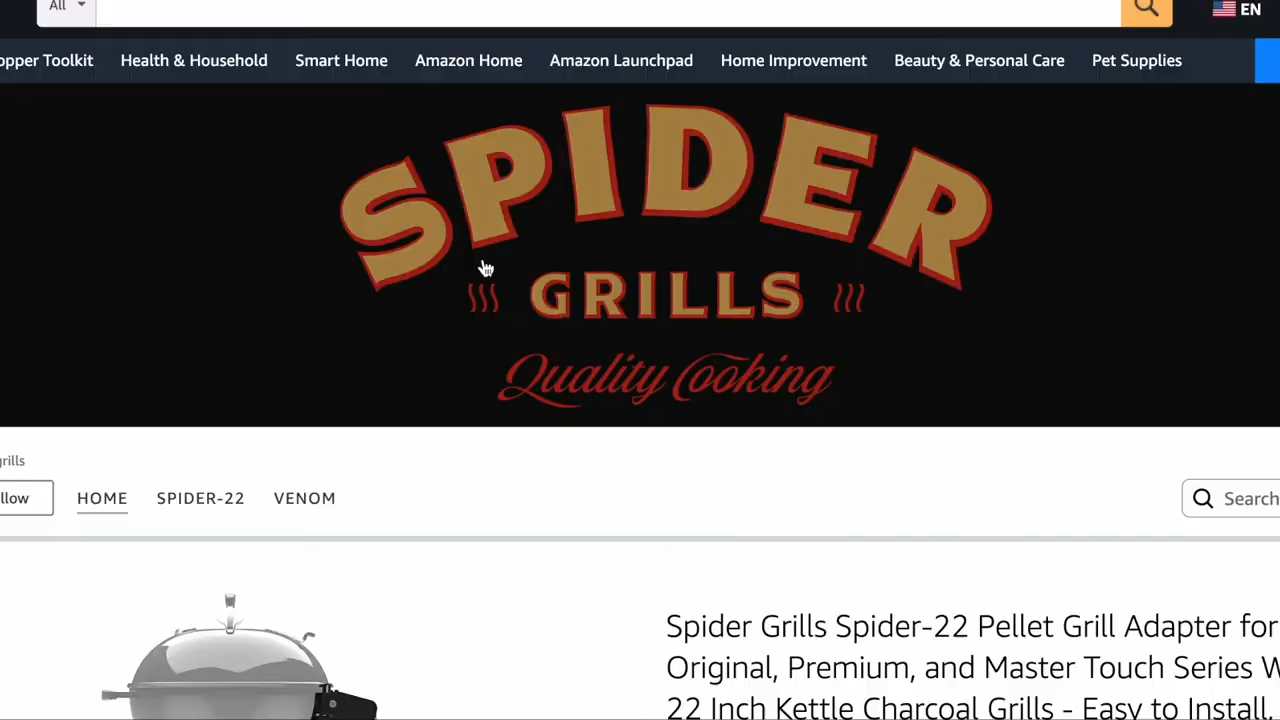 All
EN
opper Toolkit Health & Household Smart Home Amazon Home Amazon Launchpad Home Improvement Beauty & Personal Care Pet Supplies
SPIDER
GRILLS
Quality Cooking
grills
llow HOME SPIDER-22 VENOM Search
Spider Grills Spider-22 Pellet Grill Adapter for
Original, Premium, and Master Touch Series W
22 Inch Kettle Charcoal Grills - Easy to Install.